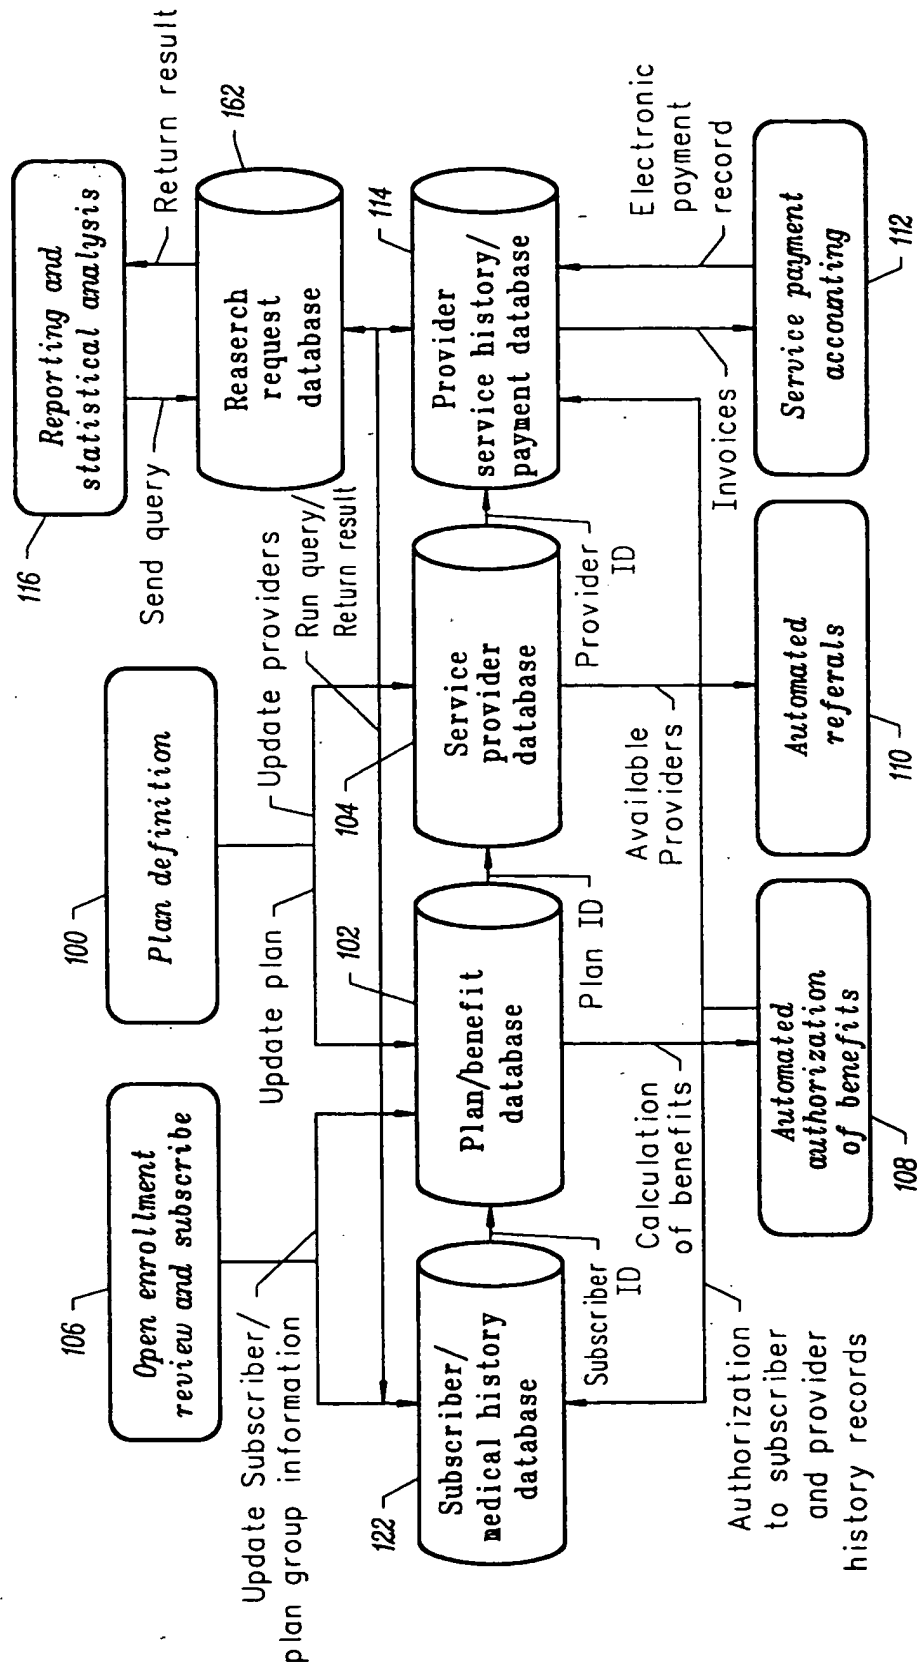 106
Open enrollment
review and subscribe
100
Plan definition
116
Reporting and
statistical analysis
Update Subscriber/
plan group information
Update plan
Update providers
Send query
Return result
Run query/
Return result
162
Reaserch
request
database
122
Subscriber/
medical history
database
102
Plan/benefit
database
104
Service
provider
database
114
Provider
service history/
payment database
Subscriber
ID
Plan ID
Provider
ID
Authorization
to subscriber
and provider
history records
Calculation
of benefits
Available
Providers
Invoices
Electronic
payment
record
Automated
authorization
of benefits
108
Automated
referals
110
Service payment
accounting
112